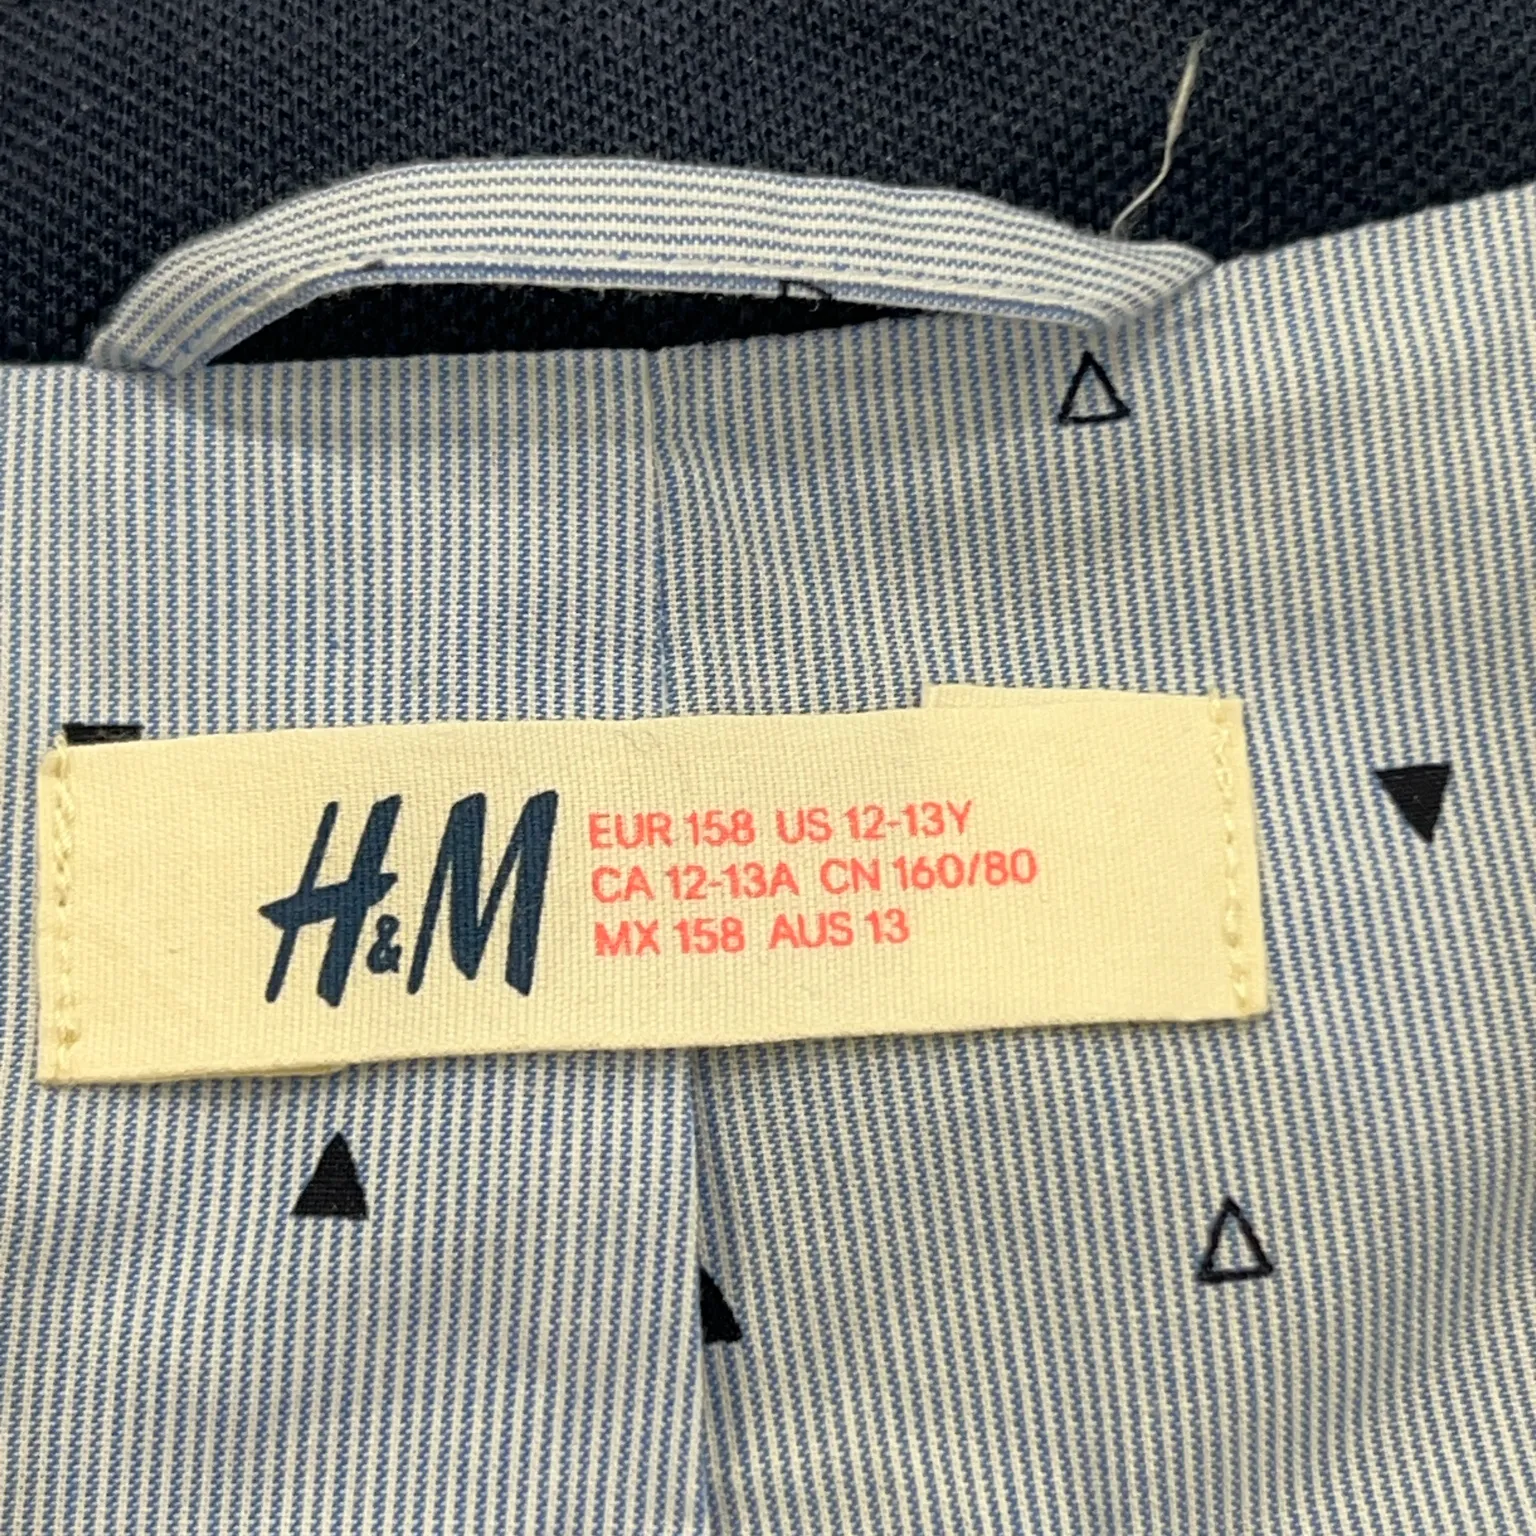 H&M
EUR 158 US 12-13Y
CA 12-13A CN 160/80
MX 158 AUS 13